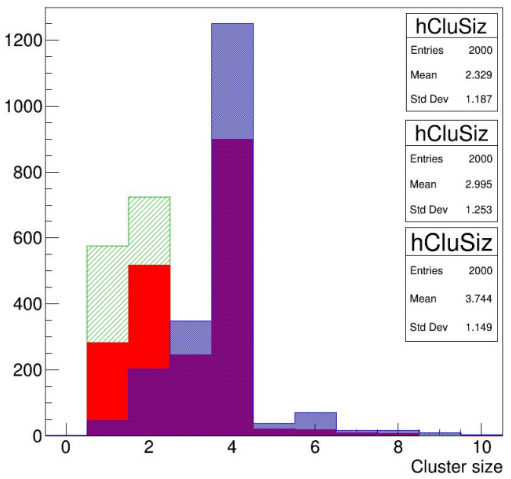 1200
1000
800
600
400
200
0
0 2 4 6 8 10
Cluster size
hCluSiz
Entries 2000
Mean 2.329
Std Dev 1.187
hCluSiz
Entries 2000
Mean 2.995
Std Dev 1.253
hCluSiz
Entries 2000
Mean 3.744
Std Dev 1.149